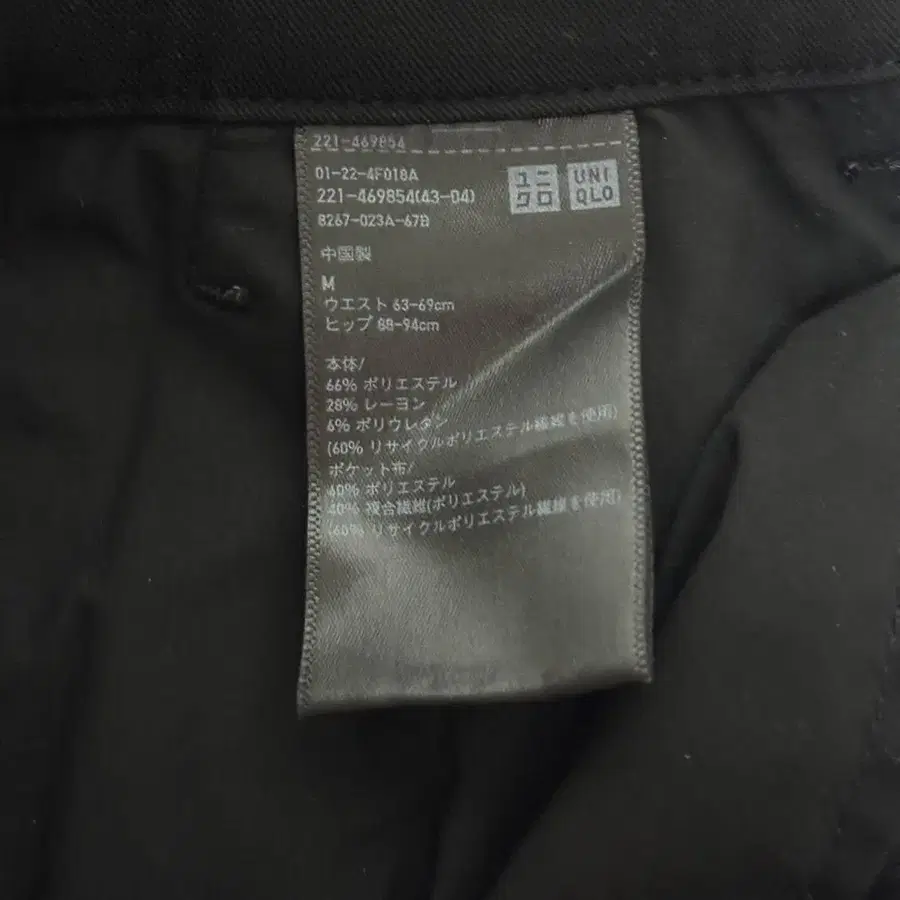 221-469854
01-22-4F018A
221-469854(43-04)
8267-023A-67B
ユニ
クロ
UNI
QLO
中国製
M
ウエスト 63-69cm
ヒップ 88-94cm
本体/
66% ポリエステル
28% レーヨン
6% ポリウレタン
(60% リサイクルポリエステル繊維を使用)
ポケット布/
60% ポリエステル
40% 複合繊維(ポリエステル)
(60% リサイクルポリエステル繊維を使用)